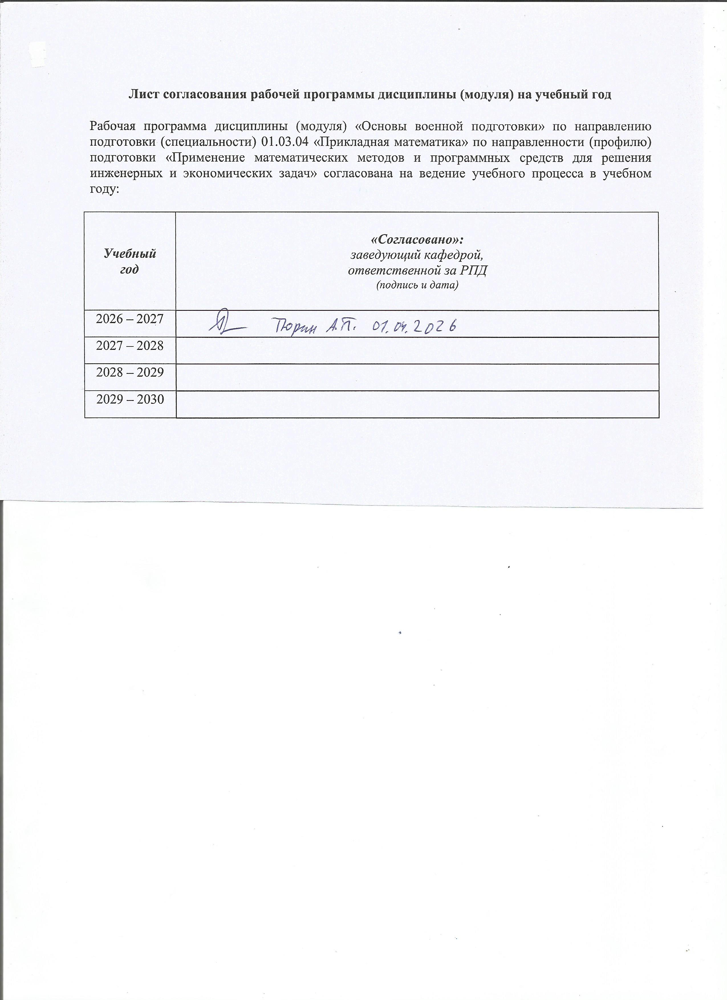 Лист согласования рабочей программы дисциплины (модуля) на учебный год
Рабочая программа дисциплины (модуля) «Основы военной подготовки» по направлению
подготовки (специальности) 01.03.04 «Прикладная математика» по направленности (профилю)
подготовки «Применение математических методов и программных средств для решения
инженерных и экономических задач» согласована на ведение учебного процесса в учебном
году:
Учебный
год
«Согласовано»:
заведующий кафедрой,
ответственной за РПД
(подпись и дата)
2026 – 2027
Тюрин А.П. 01.04.2026
2027 – 2028
2028 – 2029
2029 – 2030